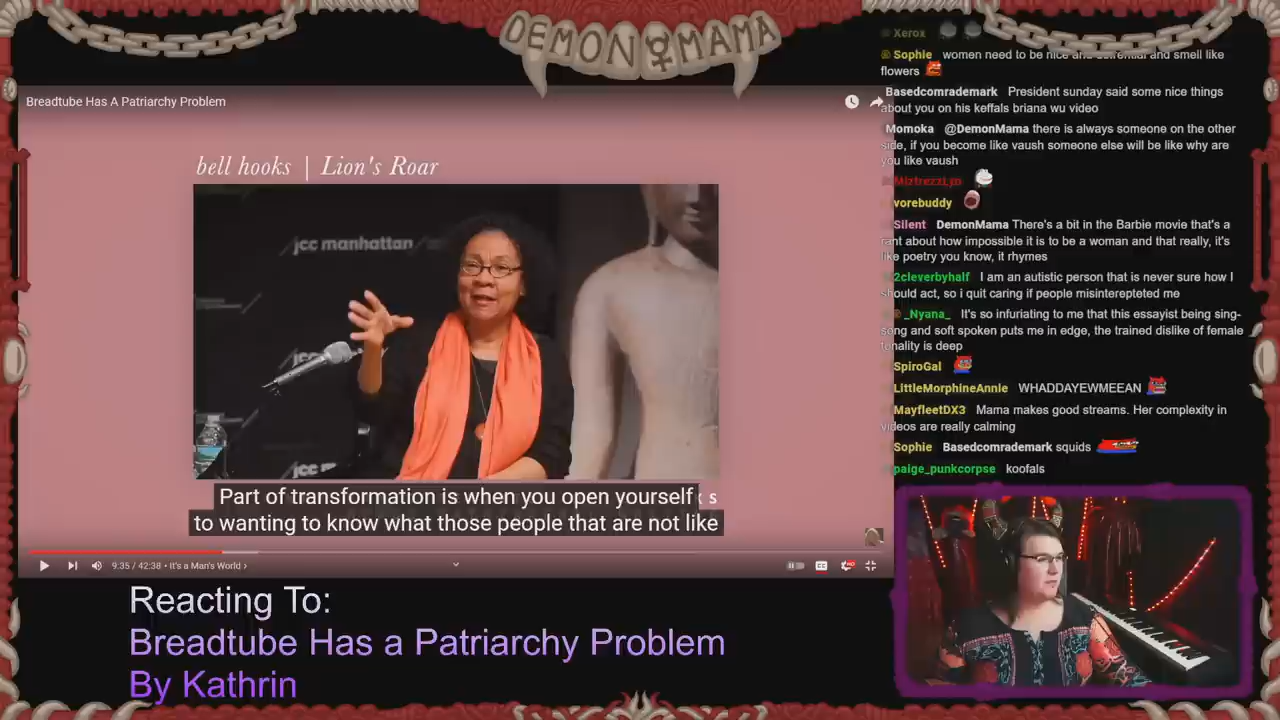 DEMON MAMA
Breadtube Has A Patriarchy Problem
bell hooks | Lion's Roar
jcc manhattan
jcc
jcc m
Part of transformation is when you open yourself
to wanting to know what those people that are not like
9:35 / 42:38 • It's a Man's World ›
CC
Reacting To:
Breadtube Has a Patriarchy Problem
By Kathrin
Xerox
Sophie women need to be nice and and smell like
flowers
Basedcomrademark President sunday said some nice things
about you on his keffals briana wu video
Momoka @DemonMama there is always someone on the other
side, if you become like vaush someone else will be like why are
you like vaush
MizfrezzLyn
vorebuddy
Silent DemonMama There's a bit in the Barbie movie that's a
rant about how impossible it is to be a woman and that really, it's
like poetry you know, it rhymes
2cleverbyhalf I am an autistic person that is never sure how I
should act, so i quit caring if people misinterepteted me
_Nyana_ It's so infuriating to me that this essayist being sing-
song and soft spoken puts me in edge, the trained dislike of female
tonality is deep
SpiroGal
LittleMorphineAnnie WHADDAYEWMEEAN
MayfleetDX3 Mama makes good streams. Her complexity in
videos are really calming
Sophie Basedcomrademark squids
paige_punkcorpse koofals